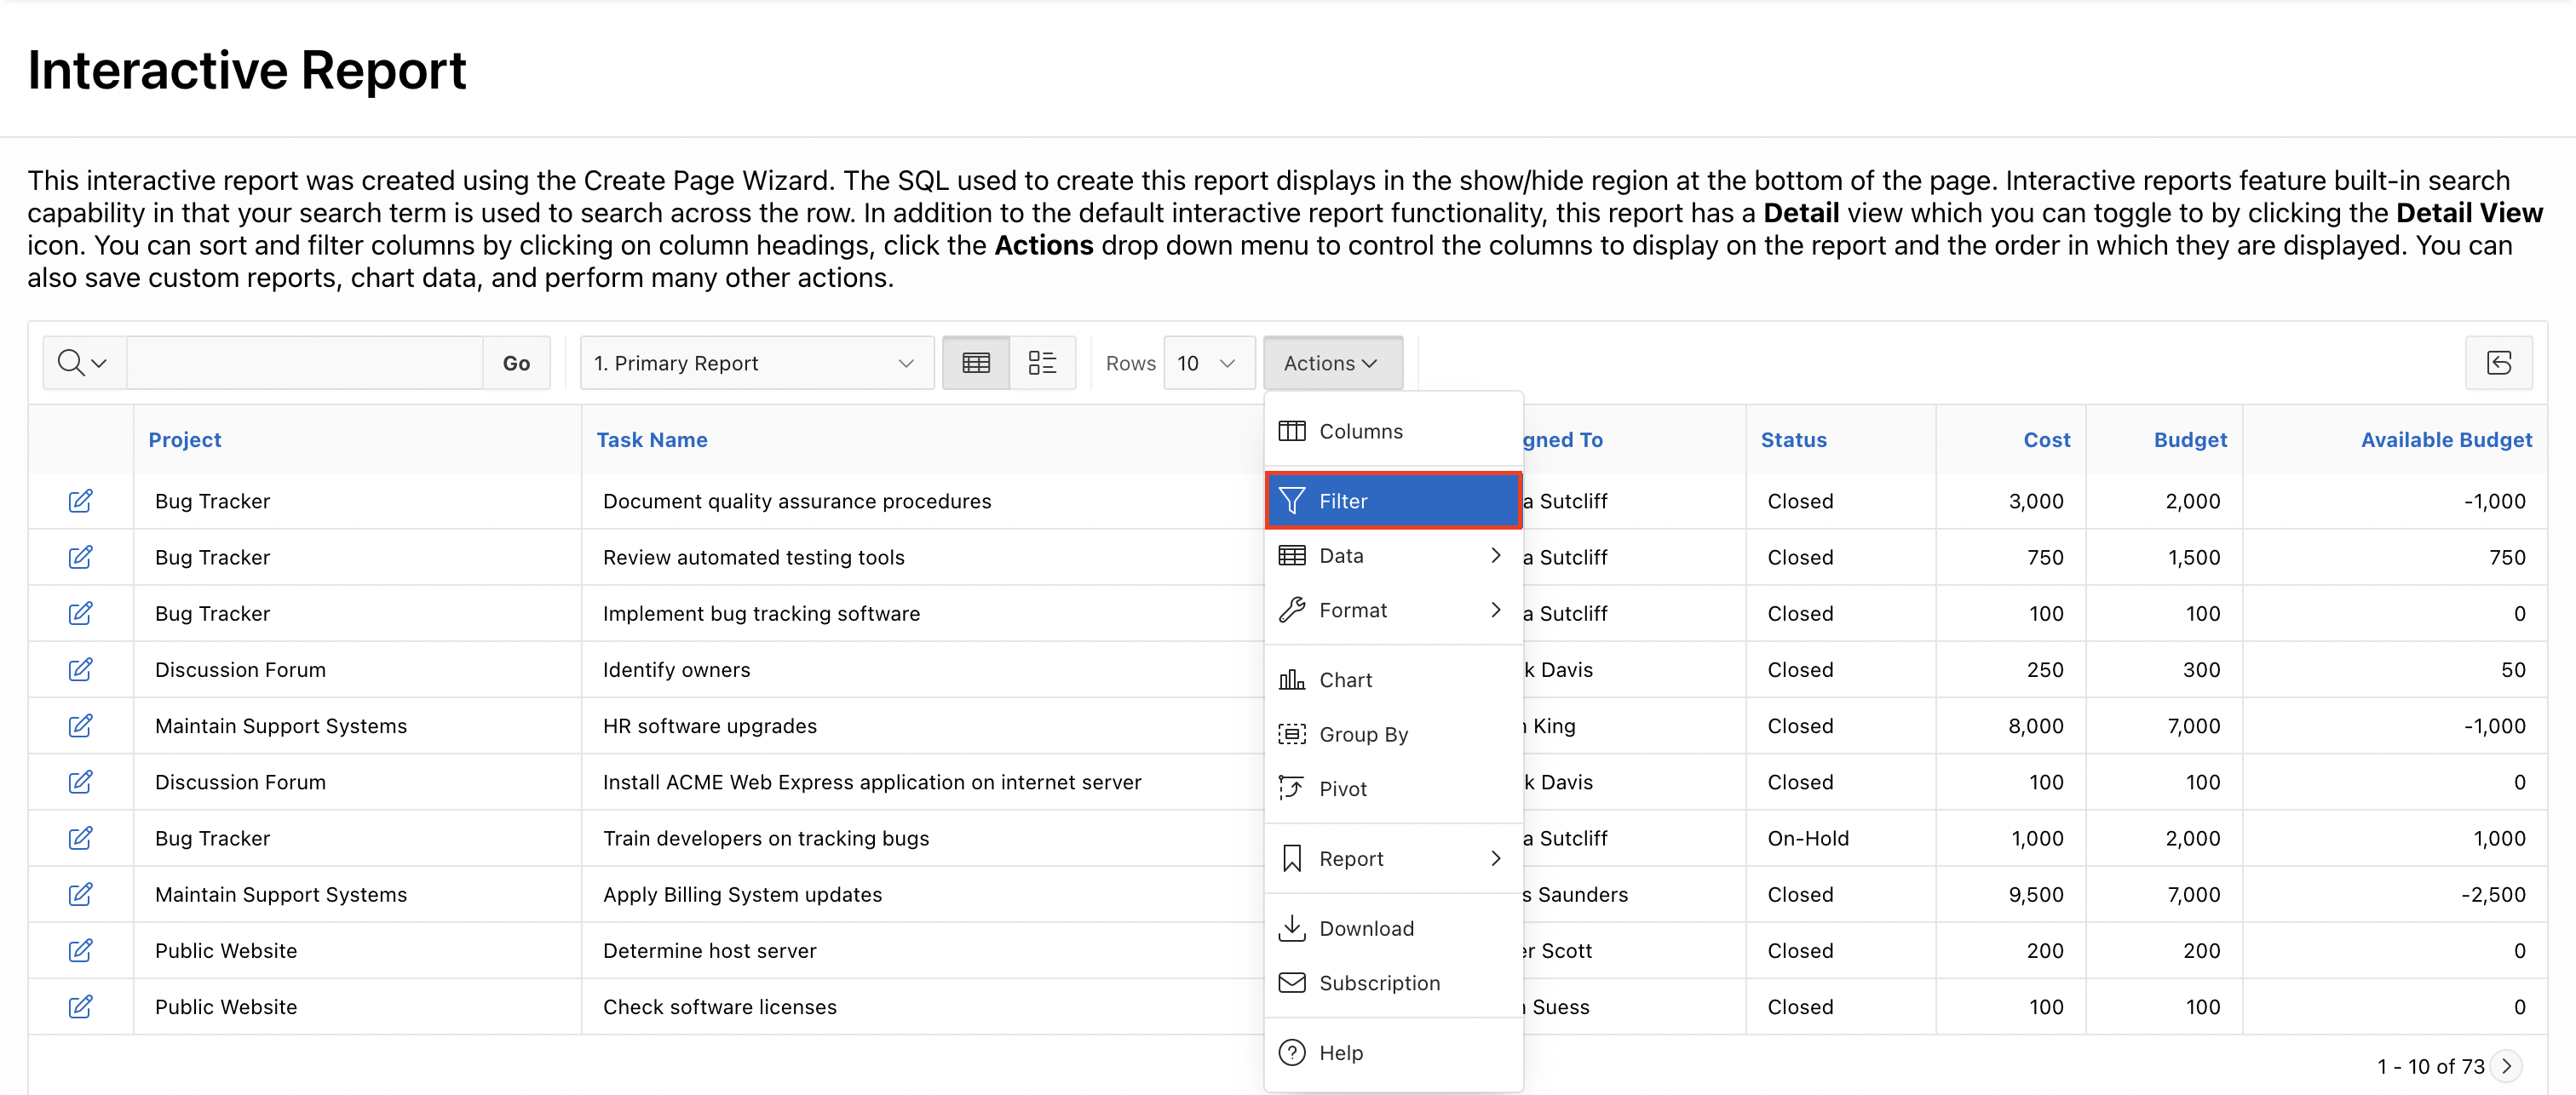 Interactive Report
This interactive report was created using the Create Page Wizard. The SQL used to create this report displays in the show/hide region at the bottom of the page. Interactive reports feature built-in search
capability in that your search term is used to search across the row. In addition to the default interactive report functionality, this report has a Detail view which you can toggle to by clicking the Detail View
icon. You can sort and filter columns by clicking on column headings, click the Actions drop down menu to control the columns to display on the report and the order in which they are displayed. You can
also save custom reports, chart data, and perform many other actions.
Go 1. Primary Report Rows 10 Actions
Project Task Name gned To Status Cost Budget Available Budget
Bug Tracker Document quality assurance procedures a Sutcliff Closed 3,000 2,000 -1,000
Bug Tracker Review automated testing tools a Sutcliff Closed 750 1,500 750
Bug Tracker Implement bug tracking software a Sutcliff Closed 100 100 0
Discussion Forum Identify owners k Davis Closed 250 300 50
Maintain Support Systems HR software upgrades King Closed 8,000 7,000 -1,000
Discussion Forum Install ACME Web Express application on internet server k Davis Closed 100 100 0
Bug Tracker Train developers on tracking bugs a Sutcliff On-Hold 1,000 2,000 1,000
Maintain Support Systems Apply Billing System updates s Saunders Closed 9,500 7,000 -2,500
Public Website Determine host server er Scott Closed 200 200 0
Public Website Check software licenses Suess Closed 100 100 0
Columns
Filter
Data
Format
Chart
Group By
Pivot
Report
Download
Subscription
Help
1 - 10 of 73